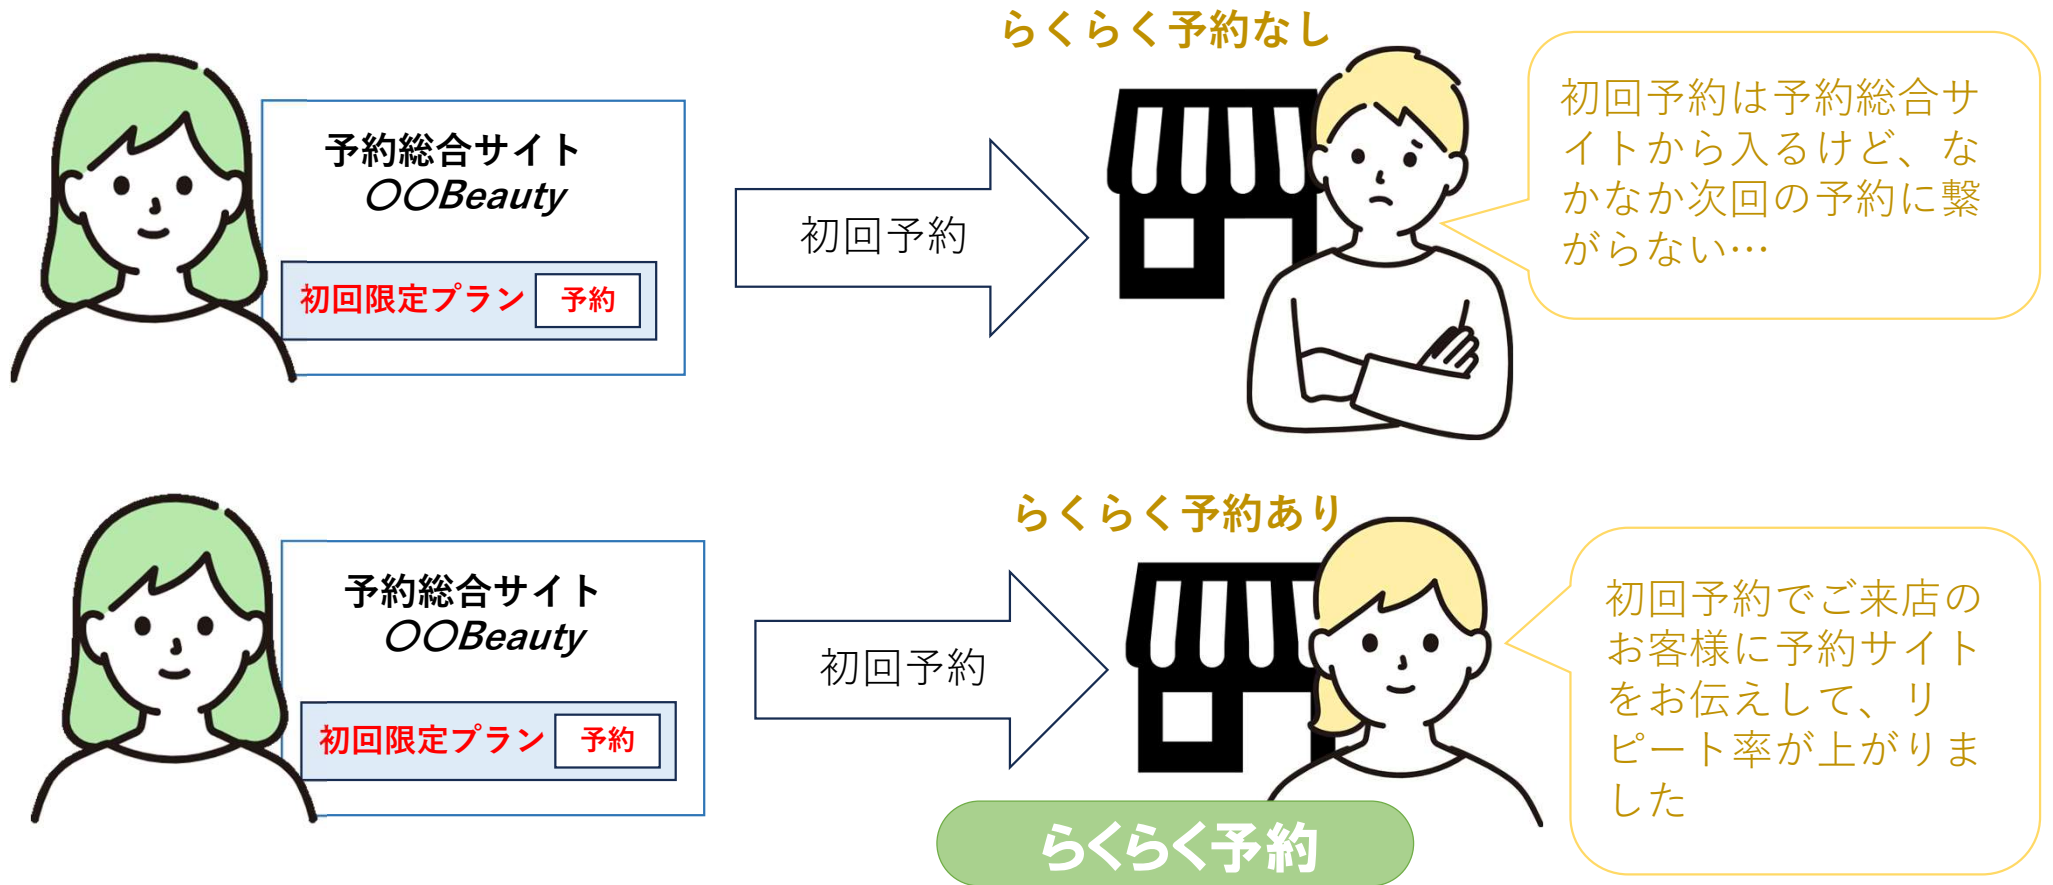 らくらく予約なし
予約総合サイト
〇〇Beauty
初回限定プラン 予約
初回予約
初回予約は予約総合サ
イトから入るけど、な
かなか次回の予約に繋
がらない…
らくらく予約あり
予約総合サイト
〇〇Beauty
初回限定プラン 予約
初回予約
初回予約でご来店の
お客様に予約サイト
をお伝えして、リ
ピート率が上がりま
した
らくらく予約